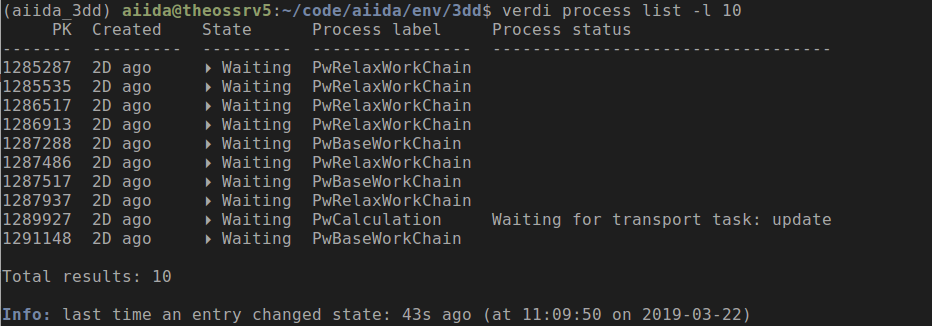 (aiida_3dd) aiida@theossrv5:~/code/aiida/env/3dd$ verdi process list -l 10
PK Created State Process label Process status
------- --------- --------- ---------------- ----------------------------------
1285287 2D ago ⏵ Waiting PwRelaxWorkChain
1285535 2D ago ⏵ Waiting PwRelaxWorkChain
1286517 2D ago ⏵ Waiting PwRelaxWorkChain
1286913 2D ago ⏵ Waiting PwRelaxWorkChain
1287288 2D ago ⏵ Waiting PwBaseWorkChain
1287486 2D ago ⏵ Waiting PwRelaxWorkChain
1287517 2D ago ⏵ Waiting PwBaseWorkChain
1287937 2D ago ⏵ Waiting PwRelaxWorkChain
1289927 2D ago ⏵ Waiting PwCalculation Waiting for transport task: update
1291148 2D ago ⏵ Waiting PwBaseWorkChain
Total results: 10
Info: last time an entry changed state: 43s ago (at 11:09:50 on 2019-03-22)